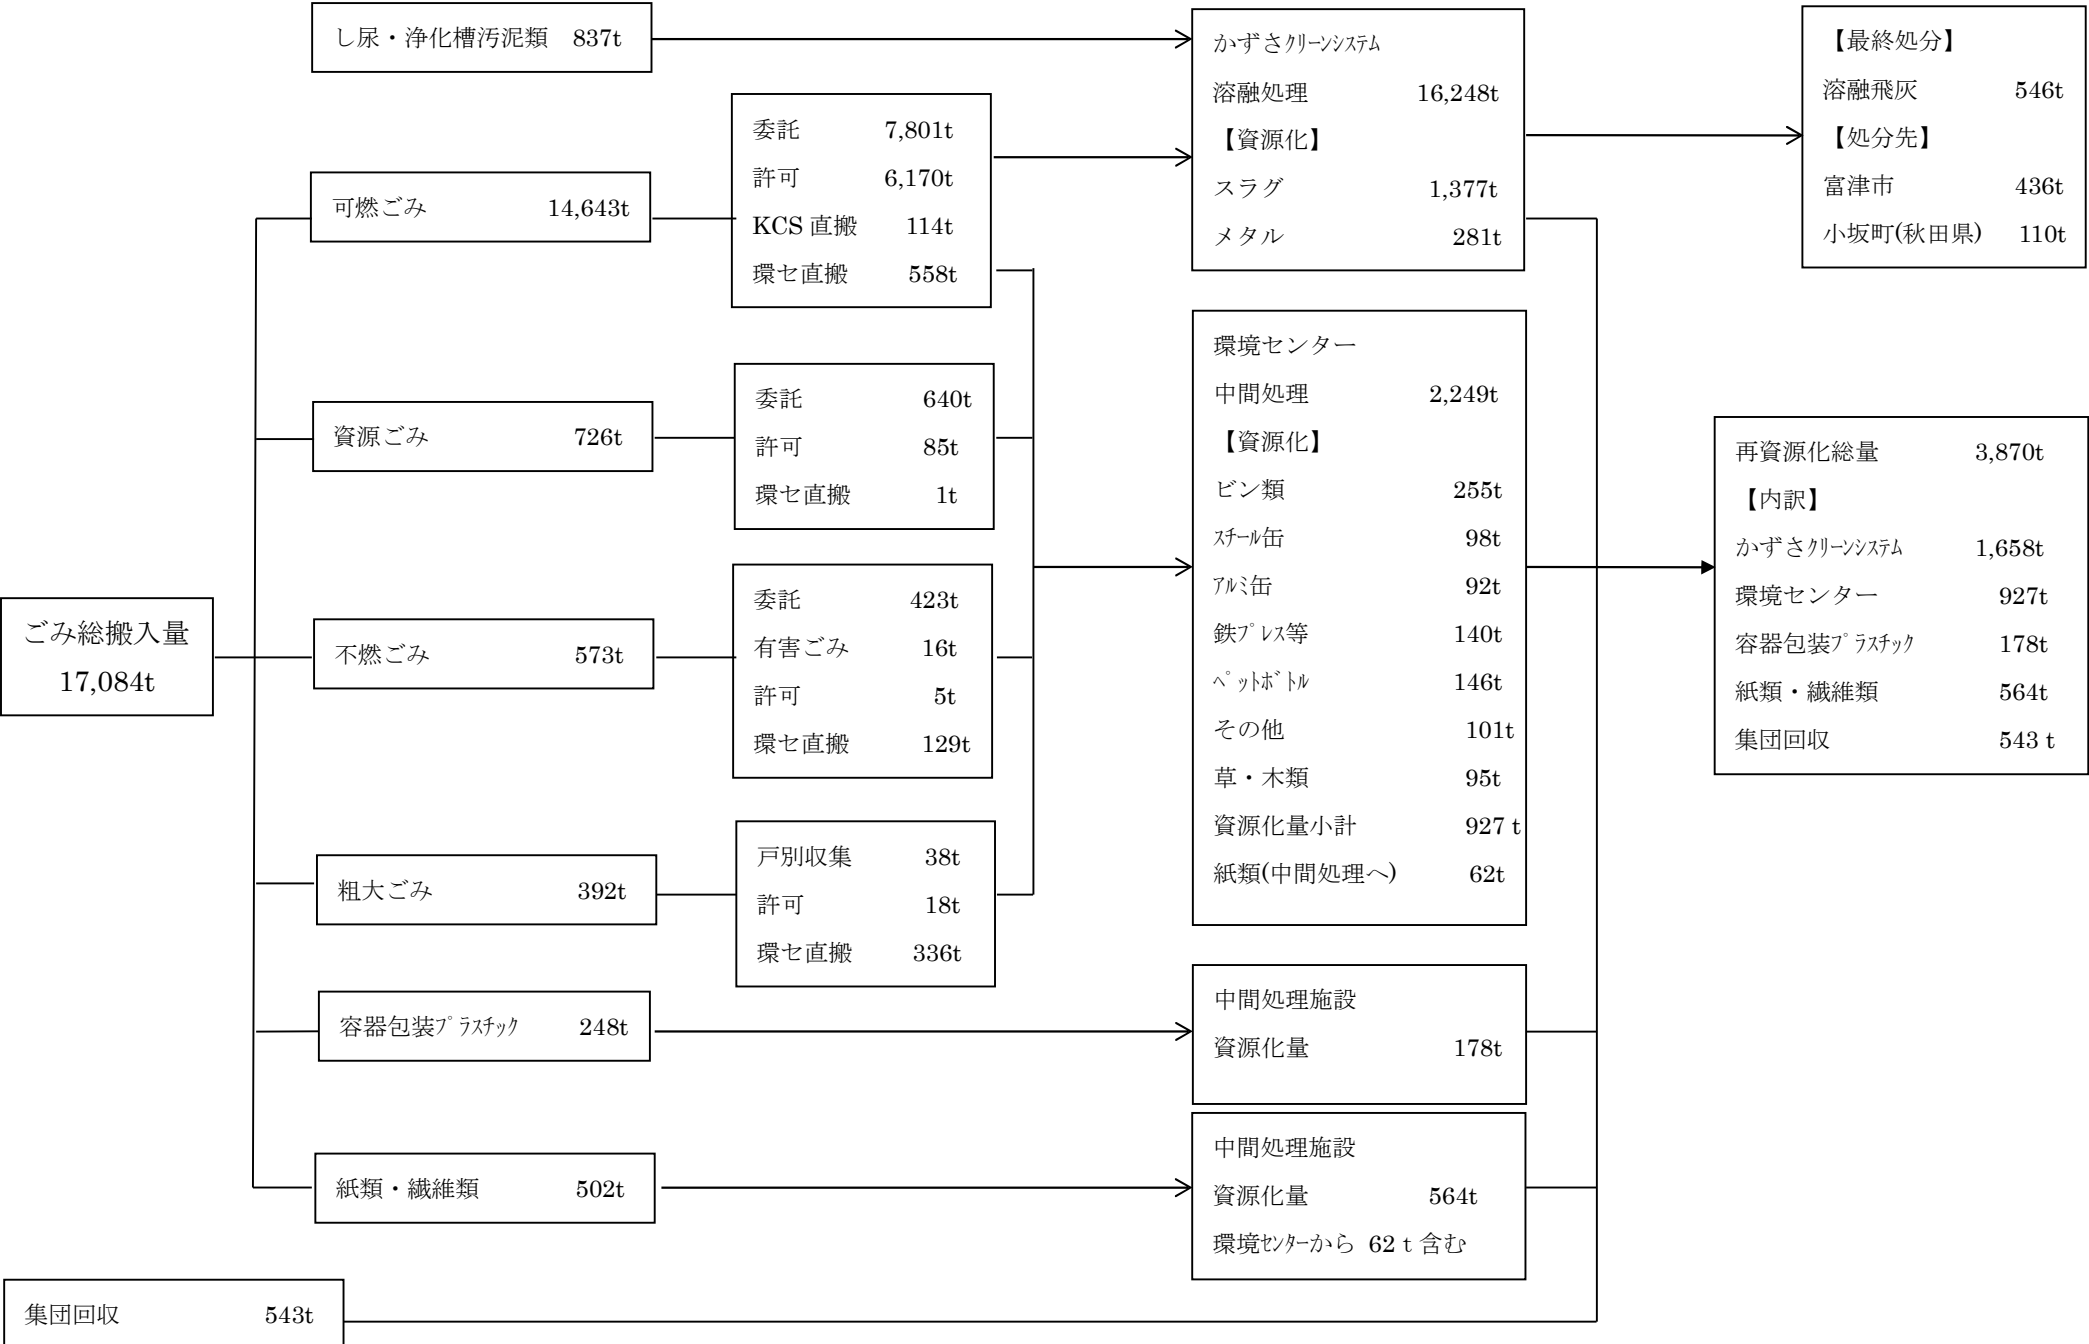 し尿・浄化槽汚泥類 837t
ごみ総搬入量
17,084t
可燃ごみ 14,643t
資源ごみ 726t
不燃ごみ 573t
粗大ごみ 392t
容器包装ﾌﾟﾗｽﾁｯｸ 248t
紙類・繊維類 502t
集団回収 543t
委託 7,801t
許可 6,170t
KCS 直搬 114t
環セ直搬 558t
委託 640t
許可 85t
環セ直搬 1t
委託 423t
有害ごみ 16t
許可 5t
環セ直搬 129t
戸別収集 38t
許可 18t
環セ直搬 336t
かずさｸﾘｰﾝｼｽﾃﾑ
溶融処理 16,248t
【資源化】
スラグ 1,377t
メタル 281t
環境センター
中間処理 2,249t
【資源化】
ビン類 255t
ｽﾁｰﾙ缶 98t
ｱﾙﾐ缶 92t
鉄ﾌﾟﾚｽ等 140t
ﾍﾟｯﾄﾎﾞﾄﾙ 146t
その他 101t
草・木類 95t
資源化量小計 927 t
紙類(中間処理へ) 62t
中間処理施設
資源化量 178t
中間処理施設
資源化量 564t
環境ｾﾝﾀｰから 62 t 含む
【最終処分】
溶融飛灰 546t
【処分先】
富津市 436t
小坂町(秋田県) 110t
再資源化総量 3,870t
【内訳】
かずさｸﾘｰﾝｼｽﾃﾑ 1,658t
環境センター 927t
容器包装ﾌﾟﾗｽﾁｯｸ 178t
紙類・繊維類 564t
集団回収 543 t